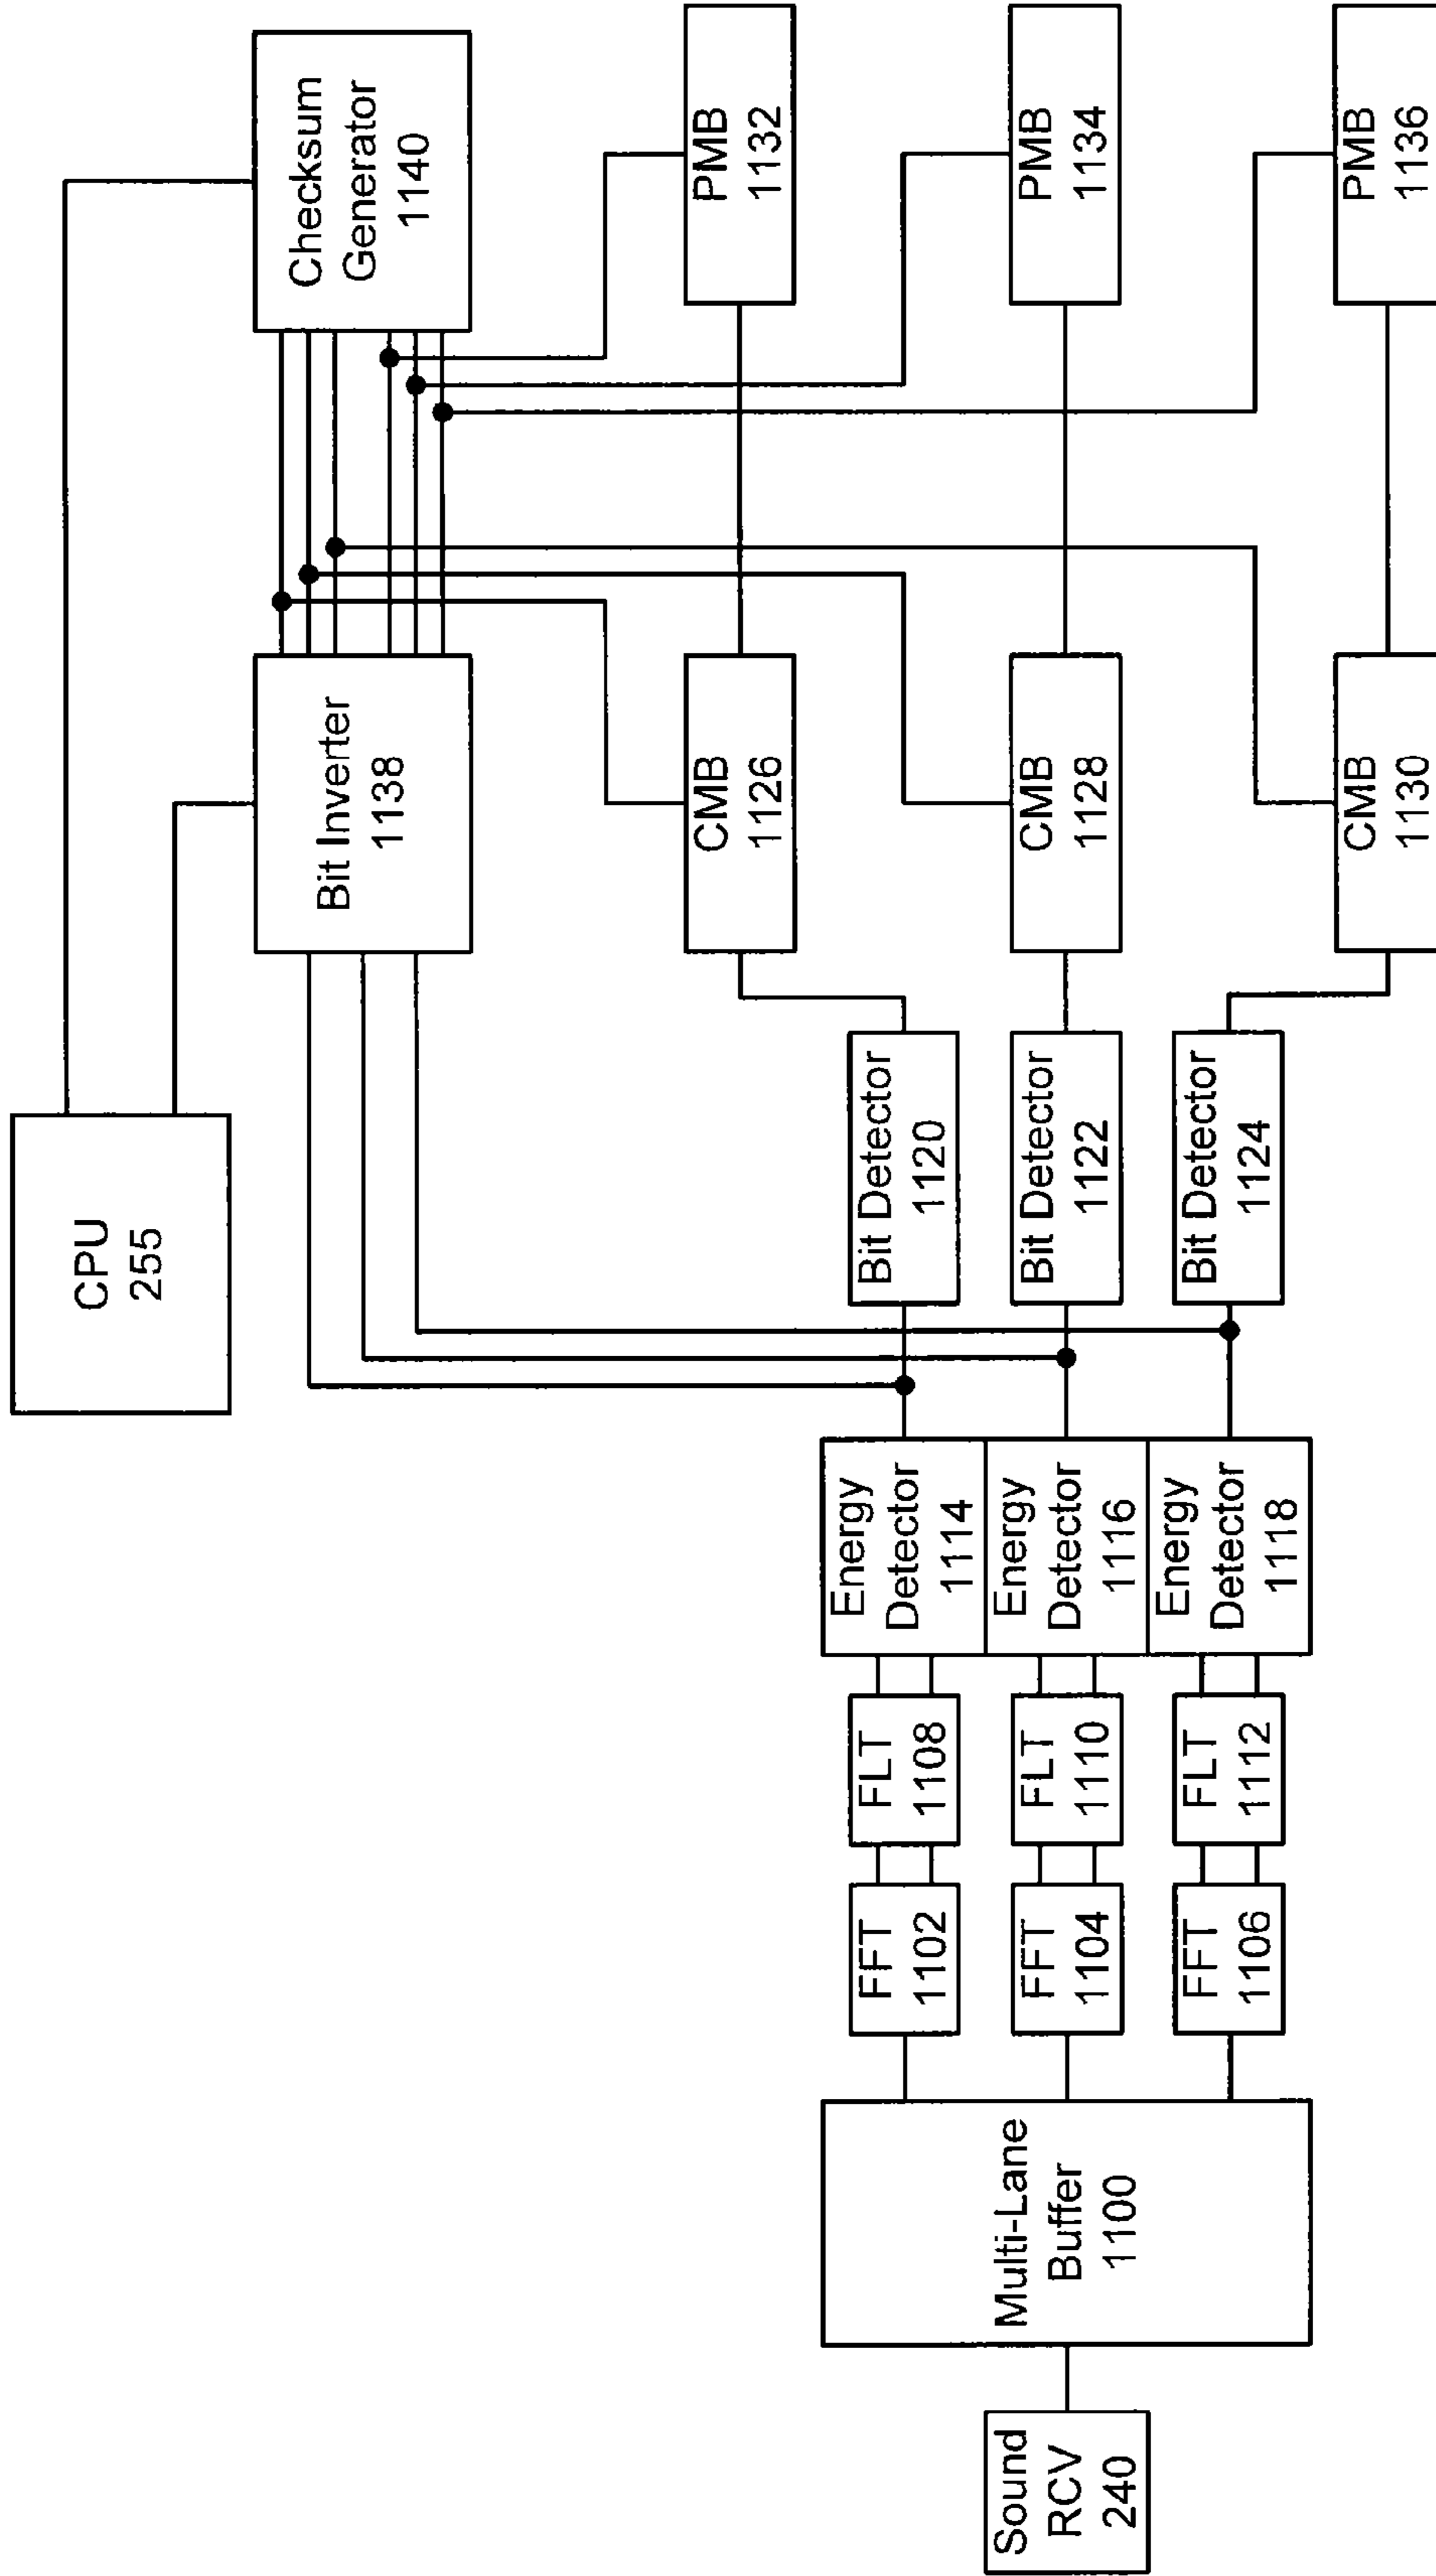 CPU
255
Checksum
Generator
1140
Bit Inverter
1138
PMB
1132
CMB
1126
PMB
1134
CMB
1128
PMB
1136
CMB
1130
Bit Detector
1120
Bit Detector
1122
Bit Detector
1124
Energy
Detector
1114
Energy
Detector
1116
Energy
Detector
1118
FLT
1108
FLT
1110
FLT
1112
FFT
1102
FFT
1104
FFT
1106
Multi-Lane
Buffer
1100
Sound
RCV
240